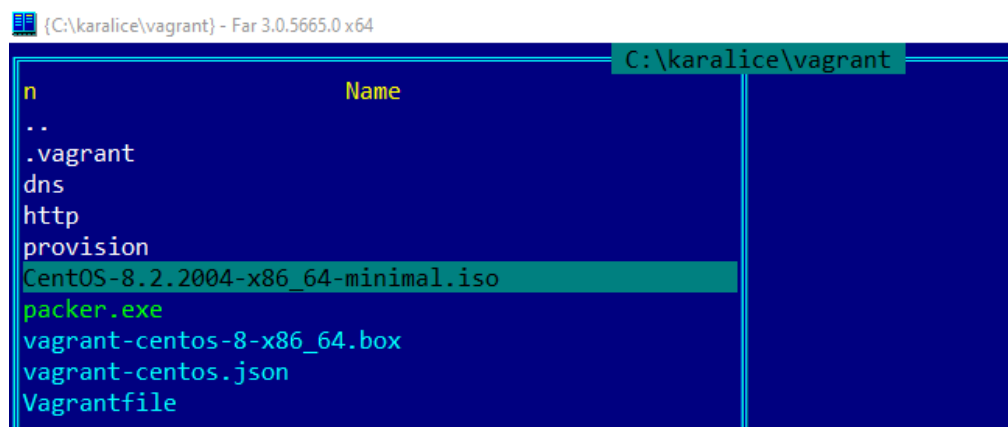 {C:\karalice\vagrant} - Far 3.0.5665.0 x64
C:\karalice\vagrant
n Name
..
.vagrant
dns
http
provision
CentOS-8.2.2004-x86_64-minimal.iso
packer.exe
vagrant-centos-8-x86_64.box
vagrant-centos.json
Vagrantfile